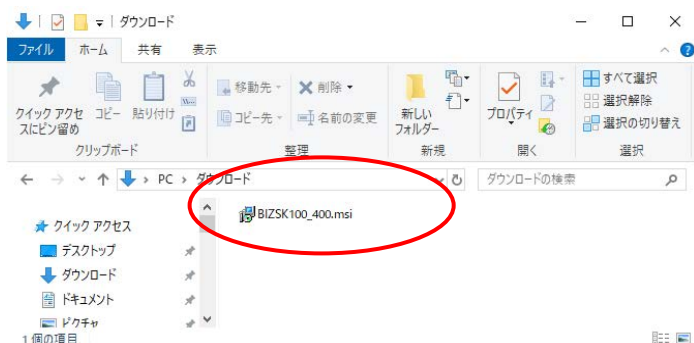 ダウンロード
ファイル ホーム 共有 表示
クイック アクセスにピン留め
コピー
貼り付け
クリップボード
移動先
コピー先
削除
名前の変更
整理
新しいフォルダー
新規
プロパティ
開く
すべて選択
選択解除
選択の切り替え
選択
PC › ダウンロード
ダウンロードの検索
クイック アクセス
デスクトップ
ダウンロード
ドキュメント
ピクチャ
BIZSK100_400.msi
1 個の項目